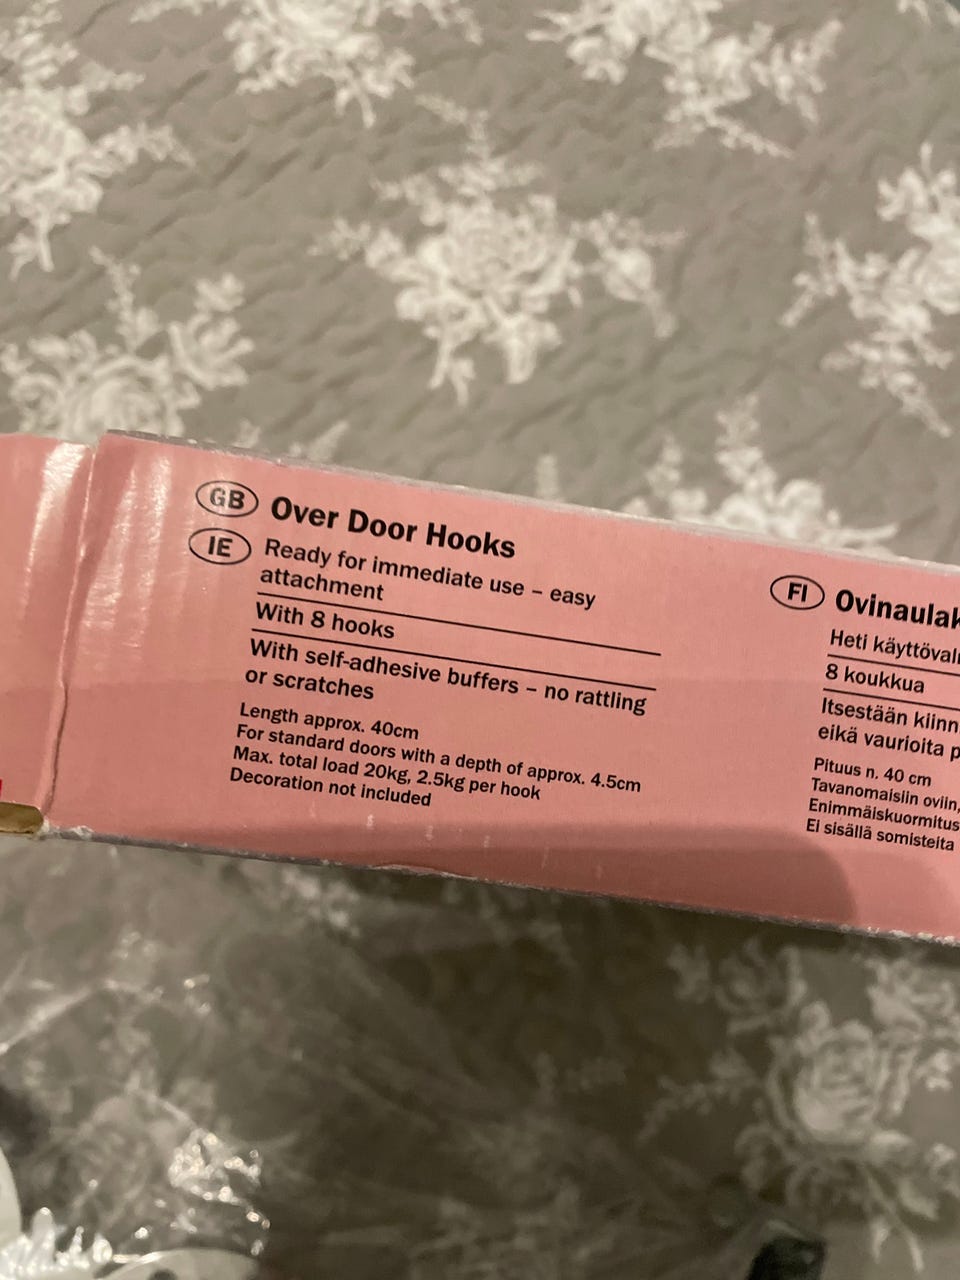 GB Over Door Hooks
IE Ready for immediate use – easy
attachment
With 8 hooks
With self-adhesive buffers – no rattling
or scratches
Length approx. 40cm
For standard doors with a depth of approx. 4.5cm
Max. total load 20kg, 2.5kg per hook
Decoration not included
FI
Heti
8 koukkua
Itsestään
eikä vaurioita
Pituus n. 40 cm
Tavanomaisiin oviin,
Enimmäiskuormitus
Ei sisällä somisteita